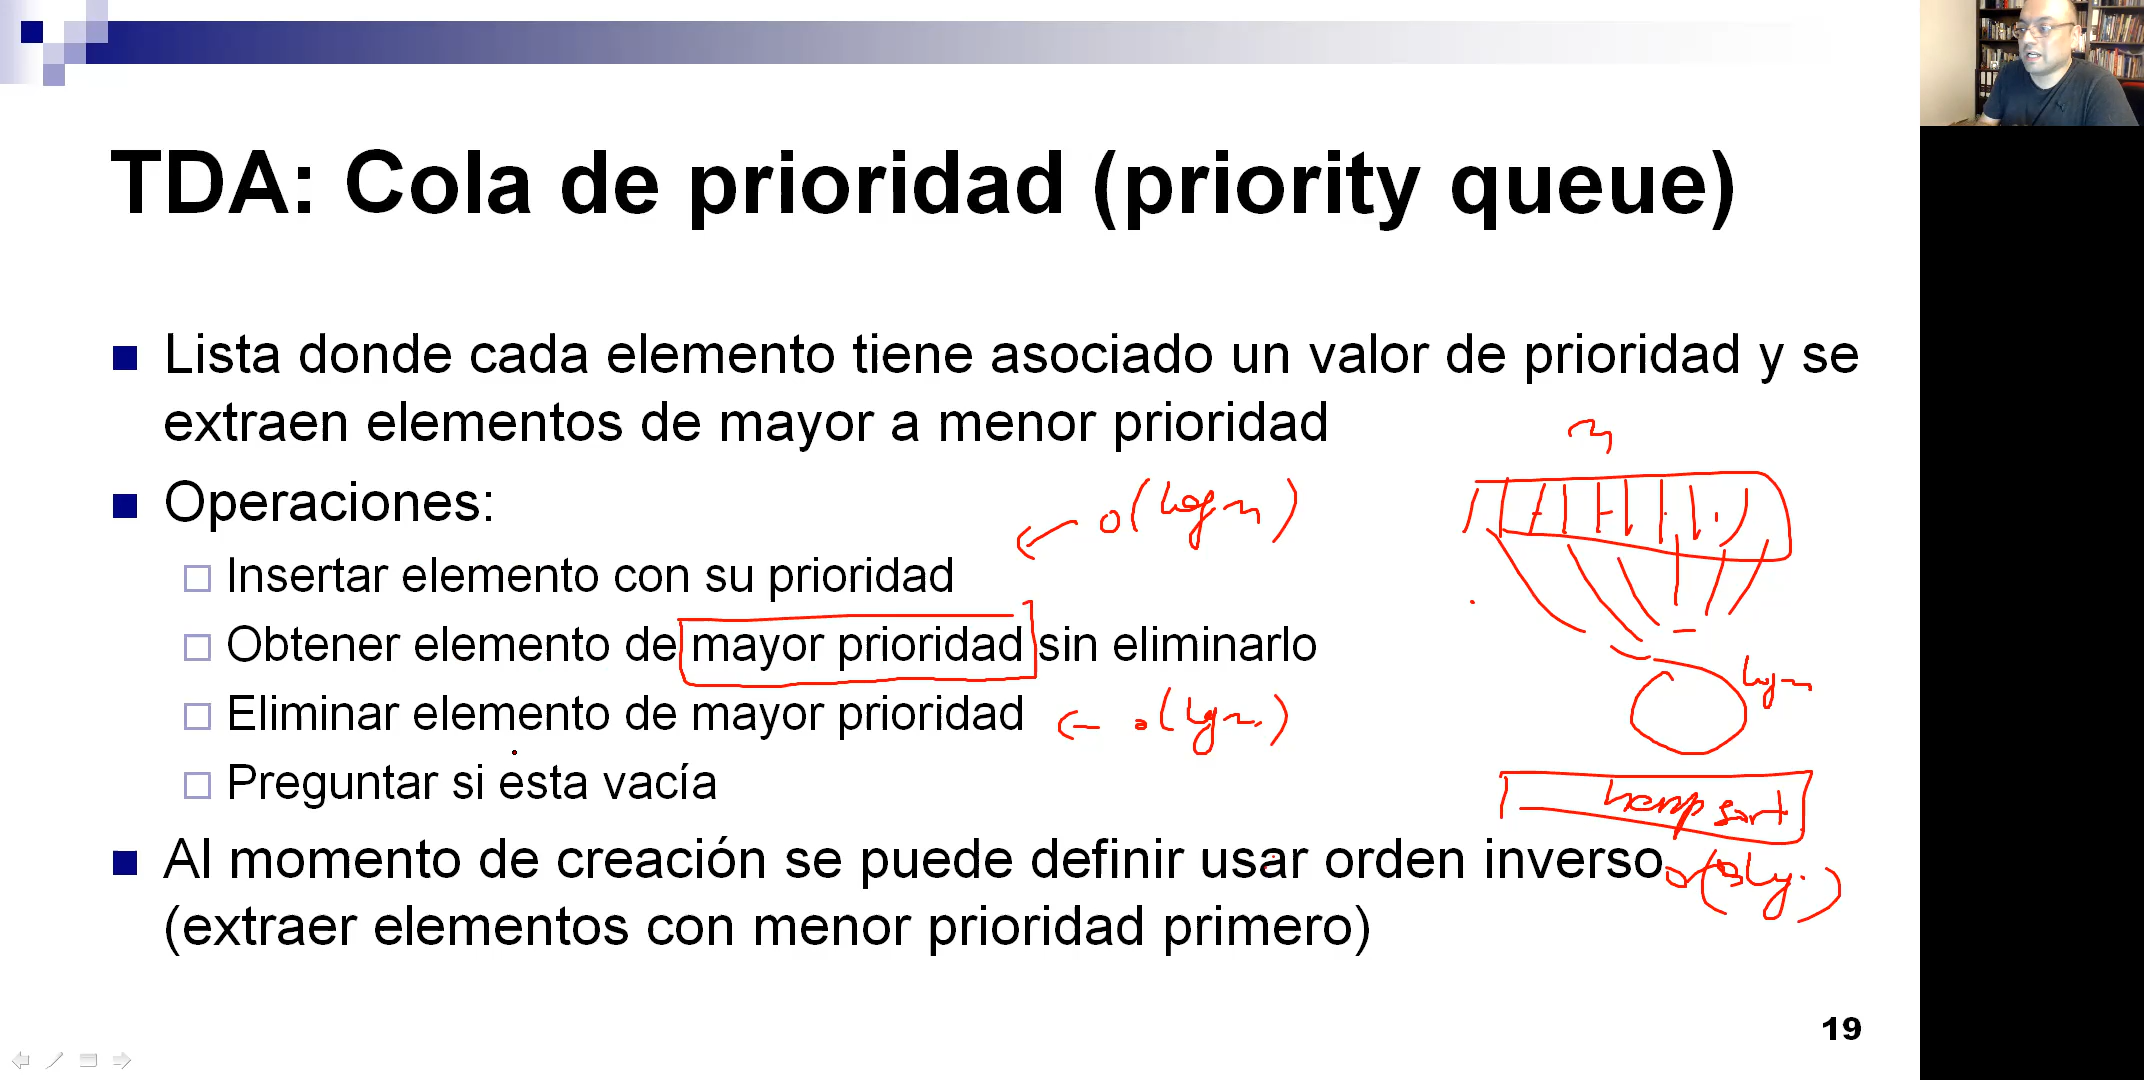 TDA: Cola de prioridad (priority queue)
Lista donde cada elemento tiene asociado un valor de prioridad y se
extraen elementos de mayor a menor prioridad
n
Operaciones:
O(log n)
Insertar elemento con su prioridad
Obtener elemento de mayor prioridad sin eliminarlo
log n
Eliminar elemento de mayor prioridad
O(log n)
Preguntar si esta vacía
heap sort
Al momento de creación se puede definir usar orden inverso
(extraer elementos con menor prioridad primero)
19